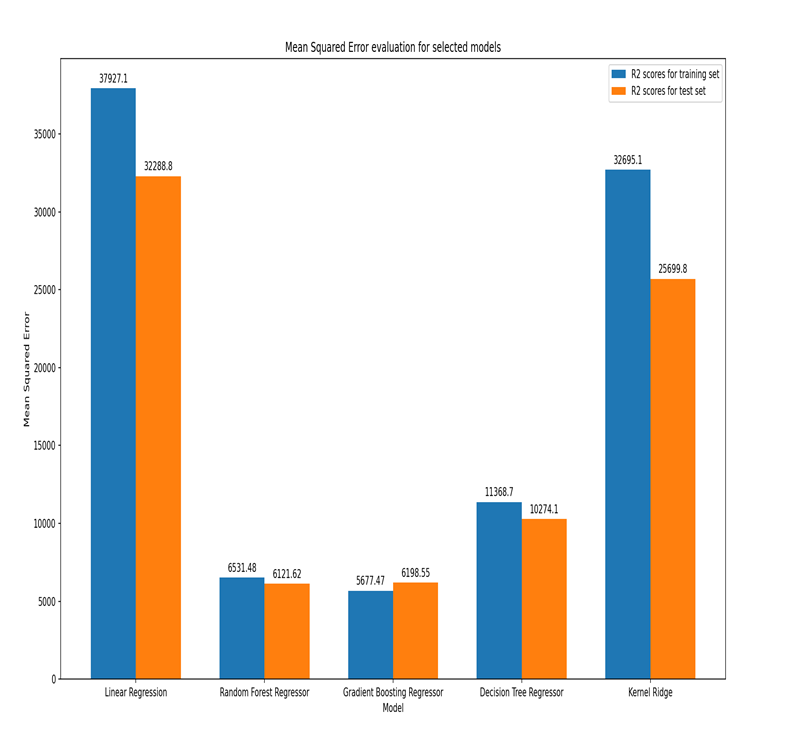 Mean Squared Error evaluation for selected models
R2 scores for training set
R2 scores for test set
37927.1
32288.8
6531.48
6121.62
5677.47
6198.55
11368.7
10274.1
32695.1
25699.8
Mean Squared Error
35000
30000
25000
20000
15000
10000
5000
0
Linear Regression
Random Forest Regressor
Gradient Boosting Regressor
Decision Tree Regressor
Kernel Ridge
Model